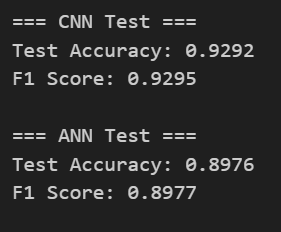 === CNN Test ===
Test Accuracy: 0.9292
F1 Score: 0.9295
=== ANN Test ===
Test Accuracy: 0.8976
F1 Score: 0.8977